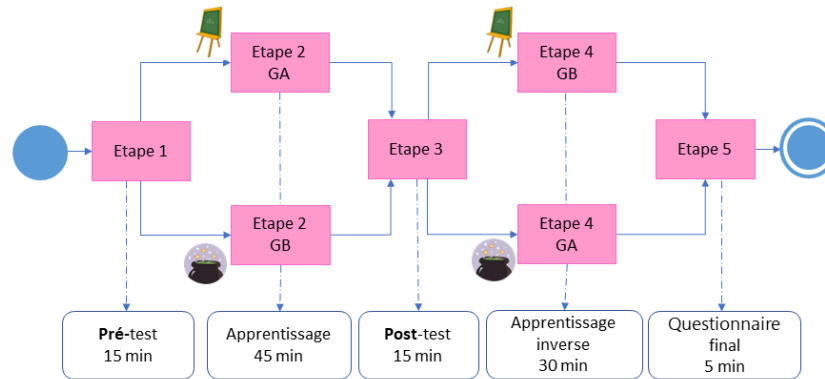 Etape 2
GA
Etape 4
GB
Etape 1
Etape 3
Etape 5
Etape 2
GB
Etape 4
GA
Pré-test
15 min
Apprentissage
45 min
Post-test
15 min
Apprentissage
inverse
30 min
Questionnaire
final
5 min